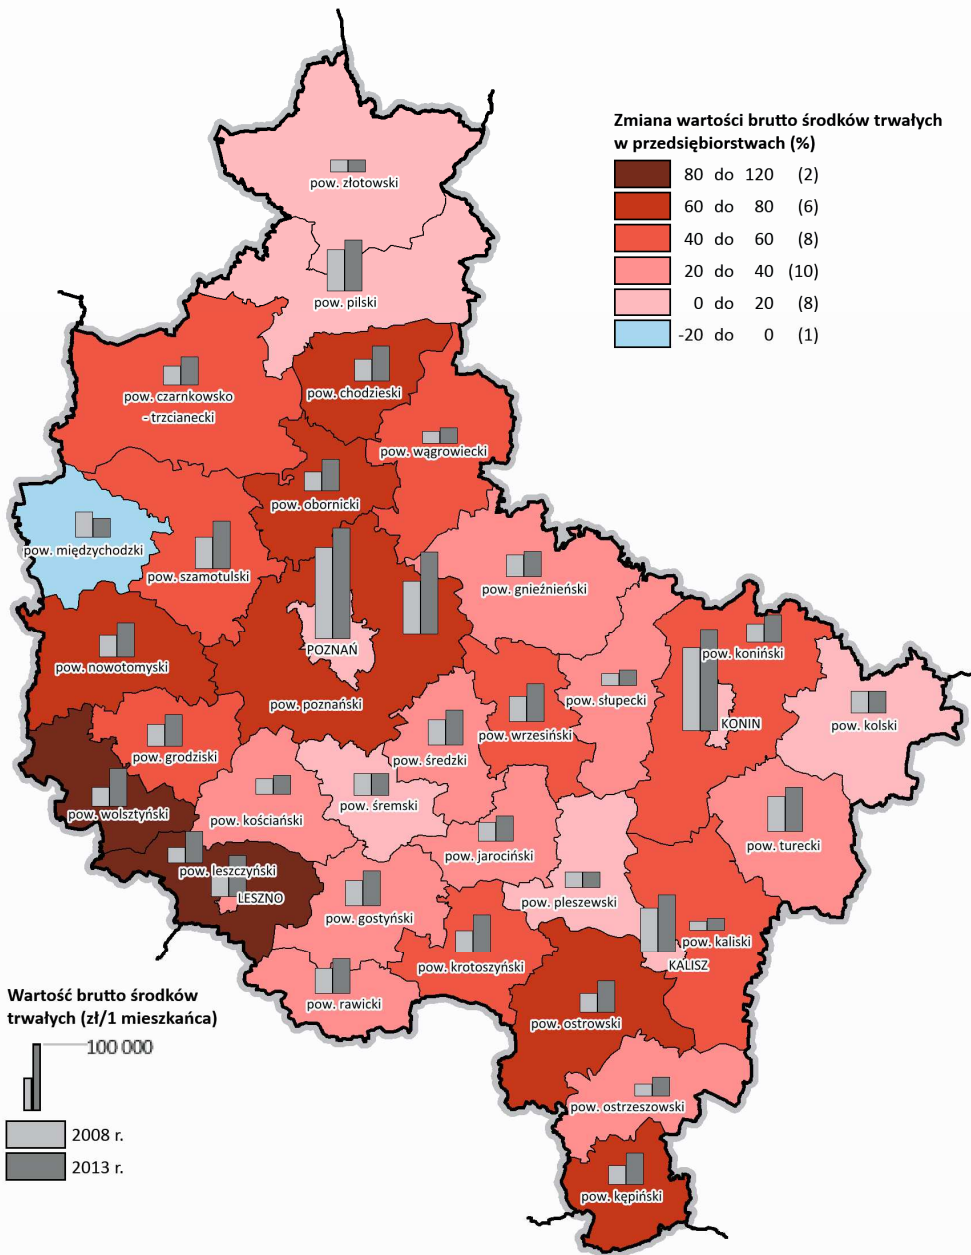 Zmiana wartości brutto środków trwałych
w przedsiębiorstwach (%)
80 do 120 (2)
60 do 80 (6)
40 do 60 (8)
20 do 40 (10)
0 do 20 (8)
-20 do 0 (1)
pow. złotowski
pow. pilski
pow. czarnkowsko
- trzcianecki
pow. chodzieski
pow. wągrowiecki
pow. obornicki
pow. międzychodzki
pow. szamotulski
pow. gnieźnieński
POZNAŃ
pow. koniński
pow. nowotomyski
pow. poznański
pow. słupecki
KONIN
pow. kolski
pow. wrzesiński
pow. grodziski
pow. średzki
pow. śremski
pow. wolsztyński
pow. kościański
pow. turecki
pow. jarociński
pow. leszczyński
LESZNO
pow. pleszewski
pow. gostyński
pow. kaliski
KALISZ
pow. krotoszyński
pow. rawicki
pow. ostrowski
pow. ostrzeszowski
pow. kępiński
Wartość brutto środków
trwałych (zł/1 mieszkańca)
100 000
2008 r.
2013 r.